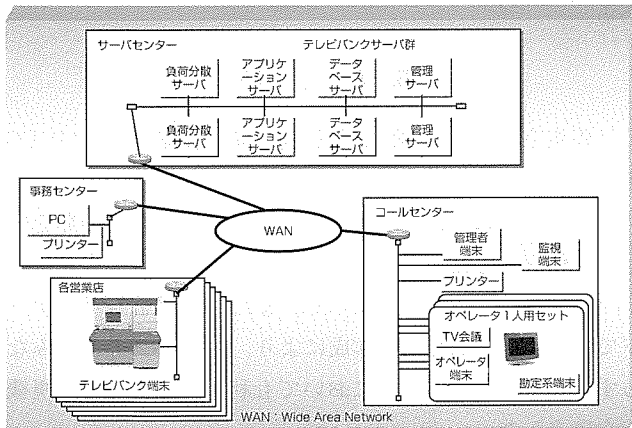 サーバセンター
テレビバンクサーバ群
負荷分散
サーバ
アプリケ
ーション
サーバ
データ
ベース
サーバ
管理
サーバ
負荷分散
サーバ
アプリケ
ーション
サーバ
データ
ベース
サーバ
管理
サーバ
事務センター
PC
プリンター
WAN
コールセンター
管理者
端末
監視
端末
プリンター
オペレータ1人用セット
TV会議
オペレータ
端末
勘定系端末
各営業店
テレビバンク端末
WAN:Wide Area Network